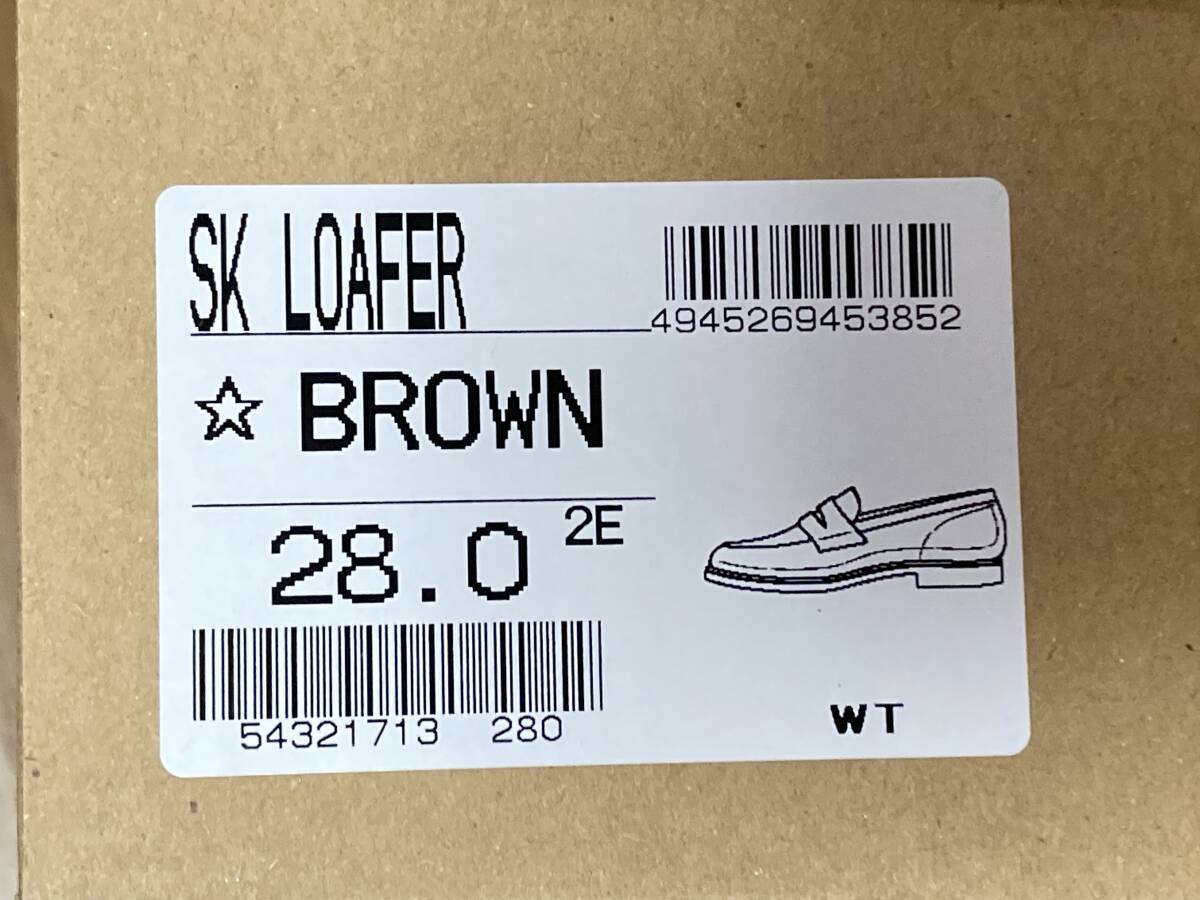 SK LOAFER
4945269453852
☆ BROWN
28.0 2E
54321713 280
WT